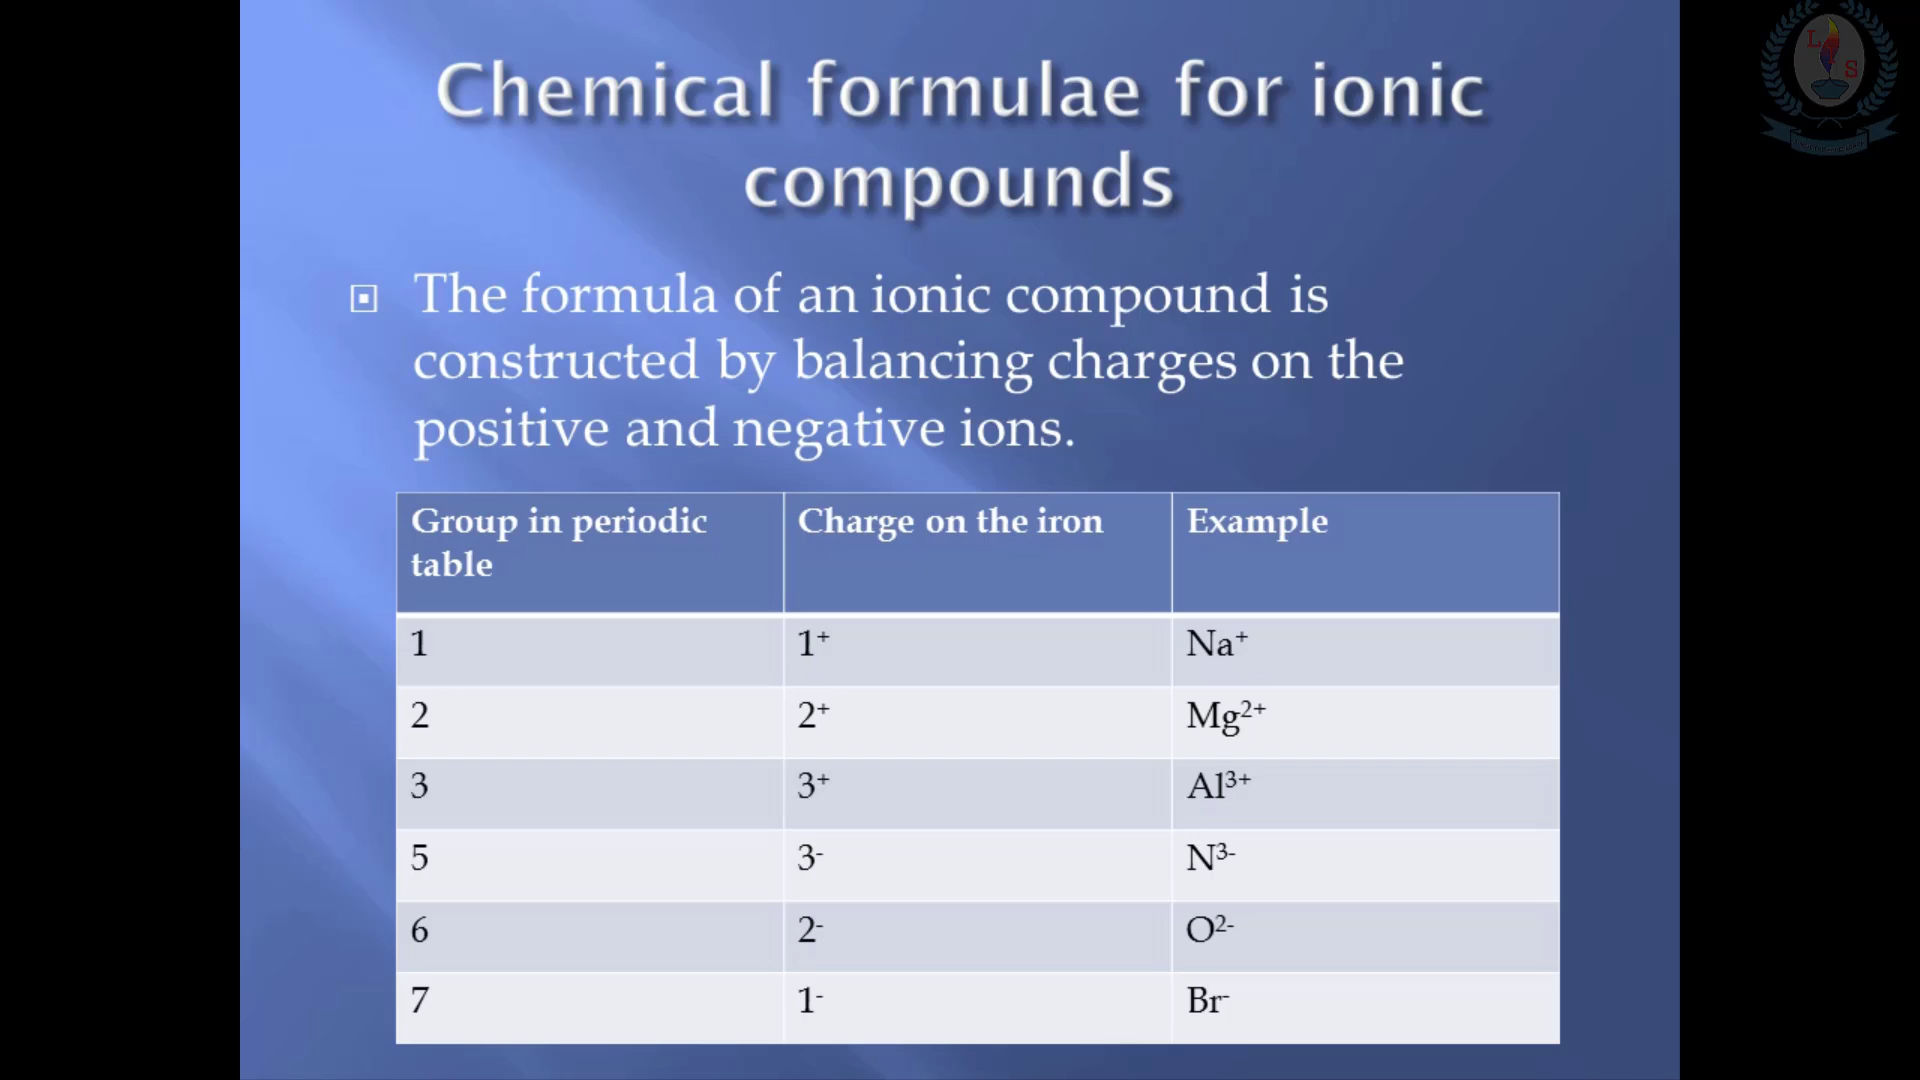 Chemical formulae for ionic
compounds
The formula of an ionic compound is
constructed by balancing charges on the
positive and negative ions.
Group in periodic table | Charge on the iron | Example
1 | 1⁺ | Na⁺
2 | 2⁺ | Mg²⁺
3 | 3⁺ | Al³⁺
5 | 3⁻ | N³⁻
6 | 2⁻ | O²⁻
7 | 1⁻ | Br⁻
L
S